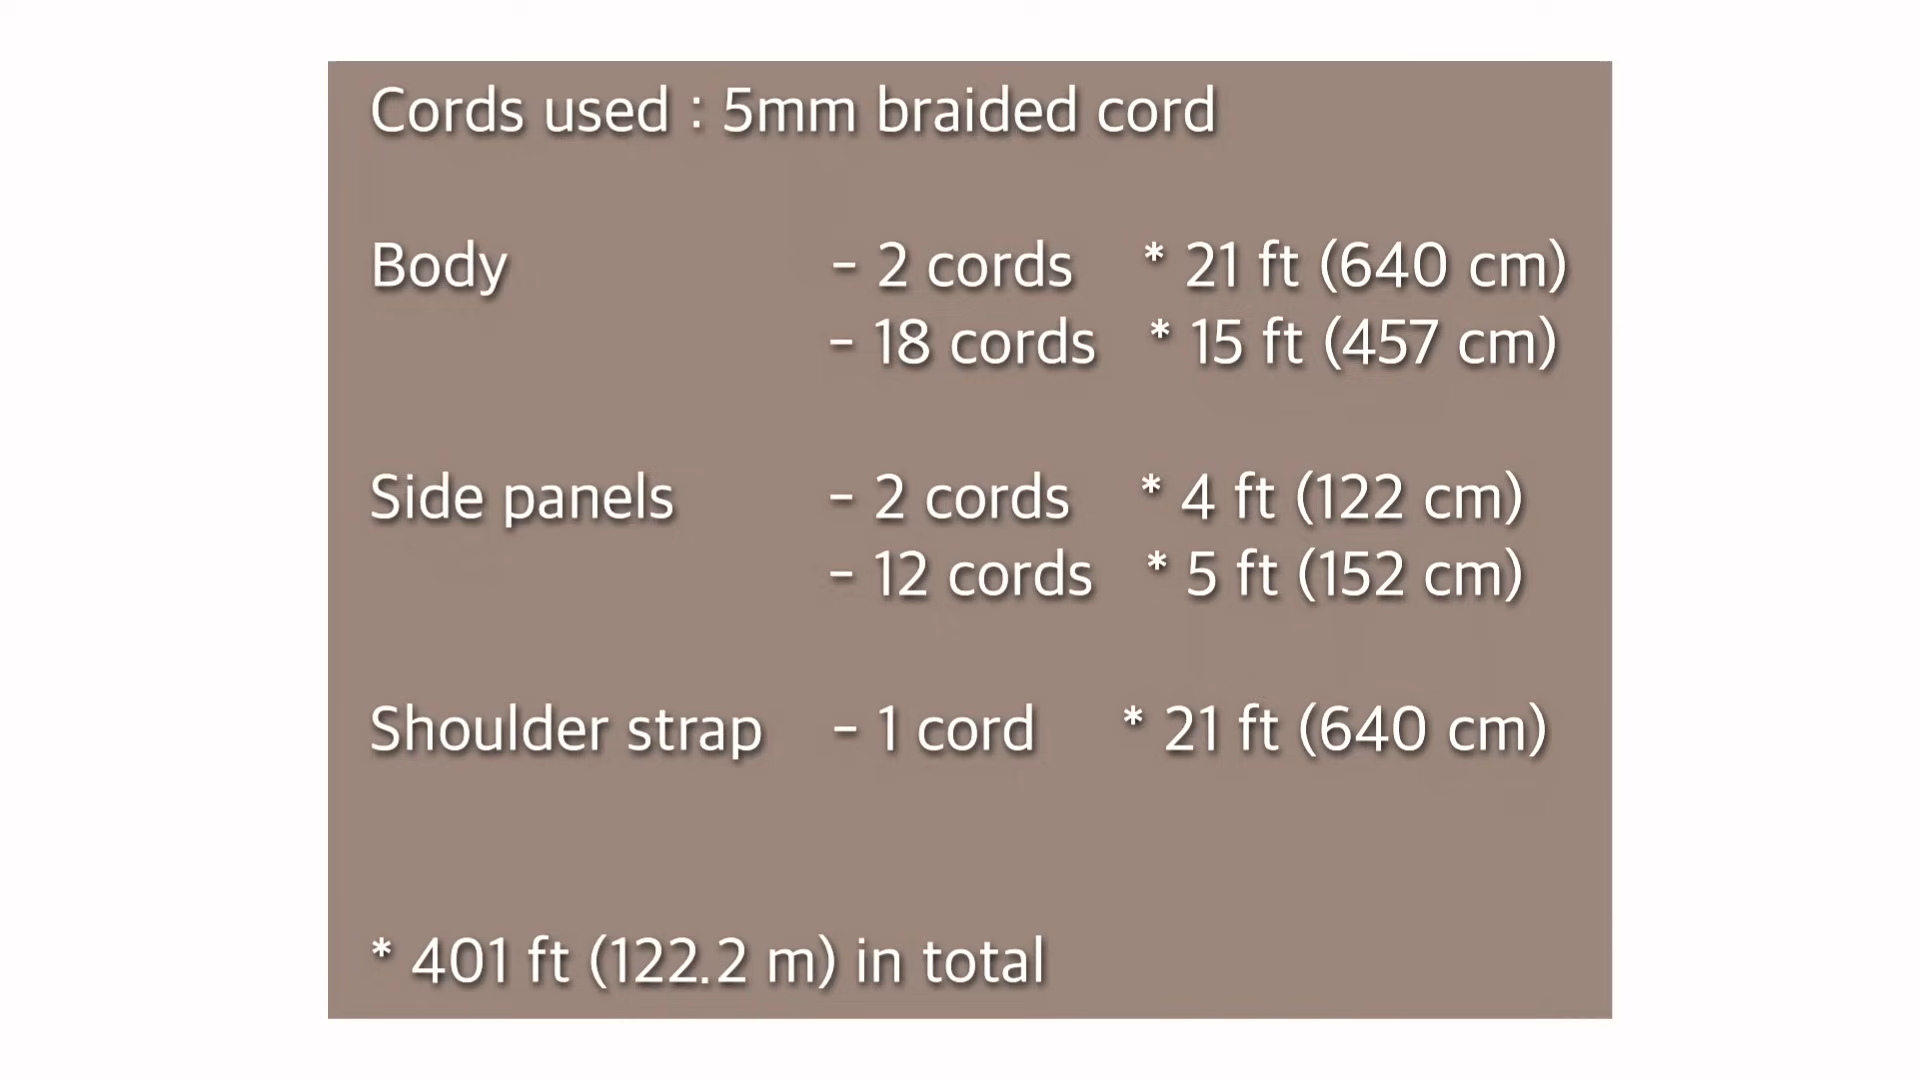 Cords used : 5mm braided cord
Body - 2 cords * 21 ft (640 cm)
- 18 cords * 15 ft (457 cm)
Side panels - 2 cords * 4 ft (122 cm)
- 12 cords * 5 ft (152 cm)
Shoulder strap - 1 cord * 21 ft (640 cm)
* 401 ft (122.2 m) in total